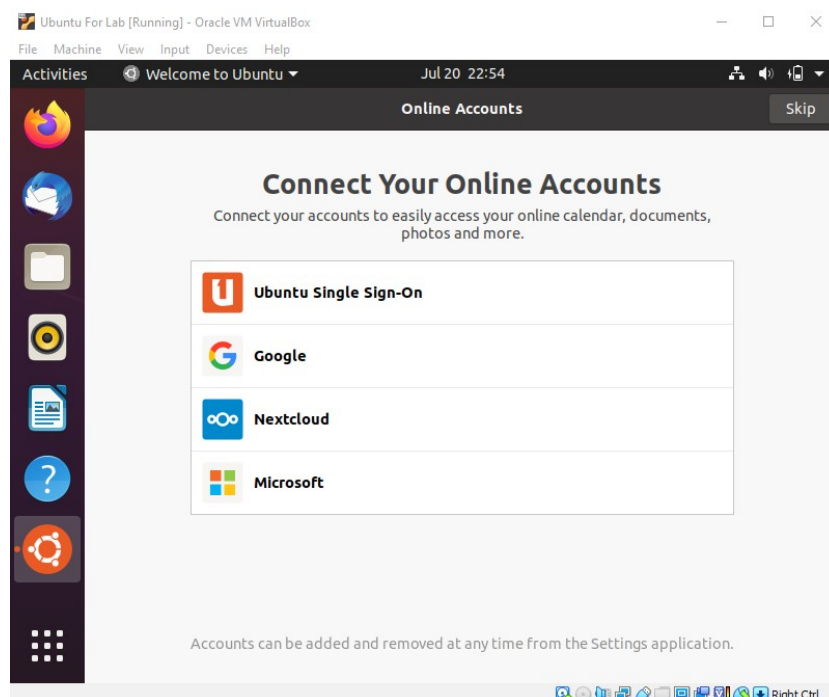 Ubuntu For Lab [Running] - Oracle VM VirtualBox
File Machine View Input Devices Help
Activities Welcome to Ubuntu Jul 20 22:54
Online Accounts Skip
Connect Your Online Accounts
Connect your accounts to easily access your online calendar, documents,
photos and more.
Ubuntu Single Sign-On
Google
Nextcloud
Microsoft
Accounts can be added and removed at any time from the Settings application.
Right Ctrl